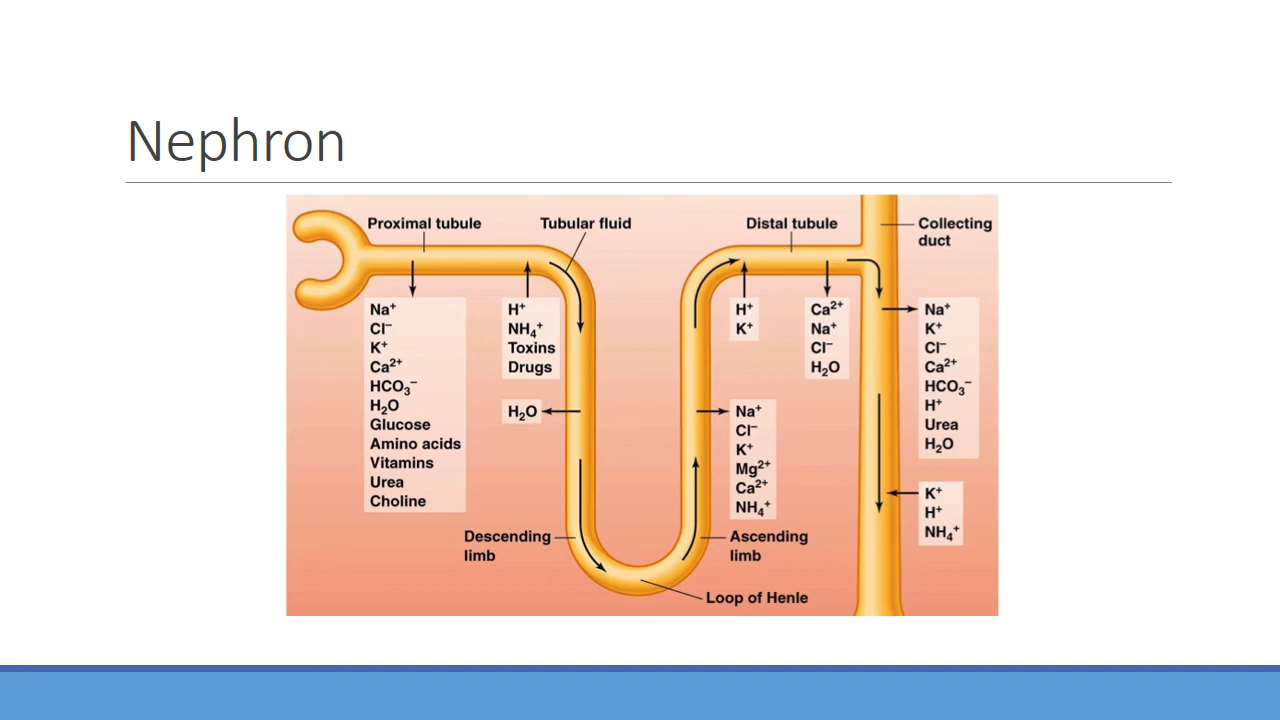 Nephron
Proximal tubule
Tubular fluid
Distal tubule
Collecting
duct
Na⁺
Cl⁻
K⁺
Ca²⁺
HCO₃⁻
H₂O
Glucose
Amino acids
Vitamins
Urea
Choline
H⁺
NH₄⁺
Toxins
Drugs
H₂O
Descending
limb
H⁺
K⁺
Na⁺
Cl⁻
K⁺
Mg²⁺
Ca²⁺
NH₄⁺
Ascending
limb
Loop of Henle
Ca²⁺
Na⁺
Cl⁻
H₂O
Na⁺
K⁺
Cl⁻
Ca²⁺
HCO₃⁻
H⁺
Urea
H₂O
K⁺
H⁺
NH₄⁺